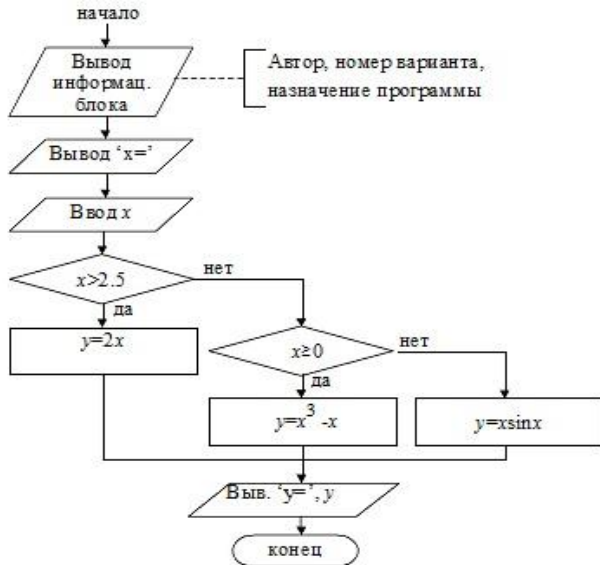 начало
Вывод
информац.
блока
Автор, номер варианта,
назначение программы
Вывод ‘x=’
Ввод x
x>2.5
нет
да
y=2x
x≥0
нет
да
y=x³ -x
y=xsinx
Выв. ‘y=’, y
конец